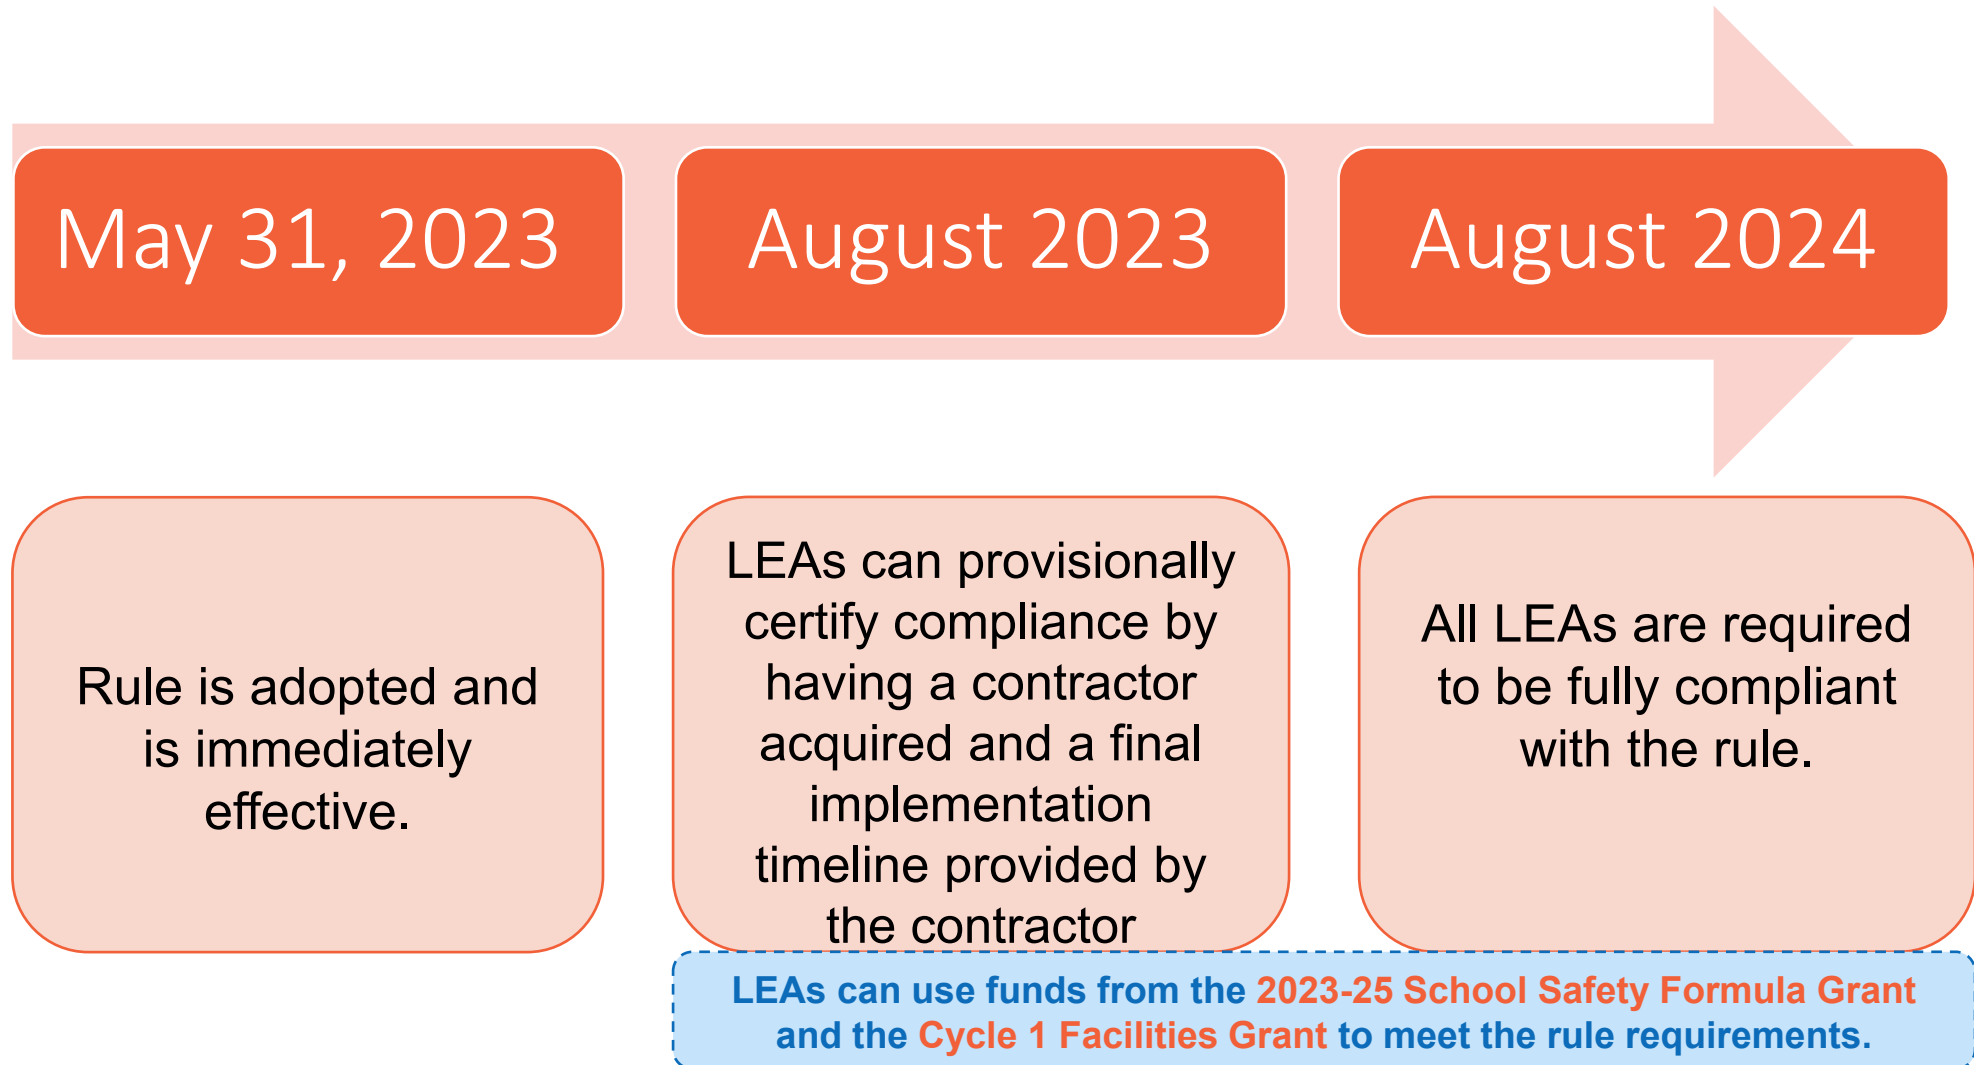 May 31, 2023
August 2023
August 2024
Rule is adopted and
is immediately
effective.
LEAs can provisionally
certify compliance by
having a contractor
acquired and a final
implementation
timeline provided by
the contractor
All LEAs are required
to be fully compliant
with the rule.
LEAs can use funds from the 2023-25 School Safety Formula Grant
and the Cycle 1 Facilities Grant to meet the rule requirements.